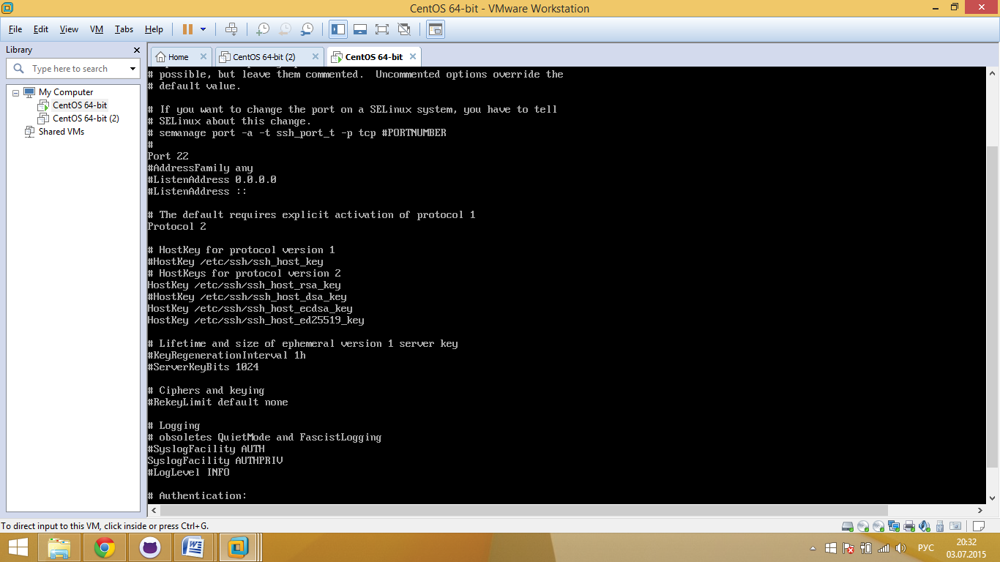 CentOS 64-bit - VMware Workstation
File Edit View VM Tabs Help
Library
Type here to search
My Computer
CentOS 64-bit
CentOS 64-bit (2)
Shared VMs
Home CentOS 64-bit (2) CentOS 64-bit
# possible, but leave them commented.  Uncommented options override the
# default value.
# If you want to change the port on a SELinux system, you have to tell
# SELinux about this change.
# semanage port -a -t ssh_port_t -p tcp #PORTNUMBER
#
Port 22
#AddressFamily any
#ListenAddress 0.0.0.0
#ListenAddress ::
# The default requires explicit activation of protocol 1
Protocol 2
# HostKey for protocol version 1
#HostKey /etc/ssh/ssh_host_key
# HostKeys for protocol version 2
HostKey /etc/ssh/ssh_host_rsa_key
#HostKey /etc/ssh/ssh_host_dsa_key
HostKey /etc/ssh/ssh_host_ecdsa_key
HostKey /etc/ssh/ssh_host_ed25519_key
# Lifetime and size of ephemeral version 1 server key
#KeyRegenerationInterval 1h
#ServerKeyBits 1024
# Ciphers and keying
#RekeyLimit default none
# Logging
# obsoletes QuietMode and FascistLogging
#SyslogFacility AUTH
SyslogFacility AUTHPRIV
#LogLevel INFO
# Authentication:
To direct input to this VM, click inside or press Ctrl+G.
РУС
20:32
03.07.2015